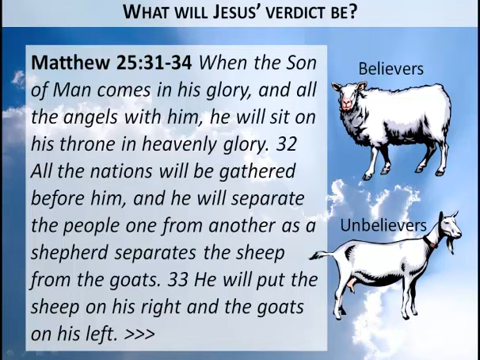 WHAT WILL JESUS' VERDICT BE?
Matthew 25:31-34 When the Son
of Man comes in his glory, and all
the angels with him, he will sit on
his throne in heavenly glory. 32
All the nations will be gathered
before him, and he will separate
the people one from another as a
shepherd separates the sheep
from the goats. 33 He will put the
sheep on his right and the goats
on his left. >>>
Believers
Unbelievers